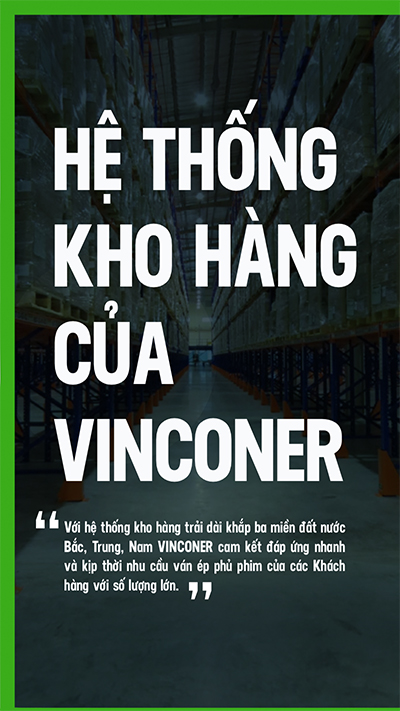 HỆ THỐNG
KHO HÀNG
CỦA
VINCONER
“ Với hệ thống kho hàng trải dài khắp ba miền đất nước
Bắc, Trung, Nam VINCONER cam kết đáp ứng nhanh
và kịp thời nhu cầu ván ép phủ phim của các Khách
hàng với số lượng lớn. ”